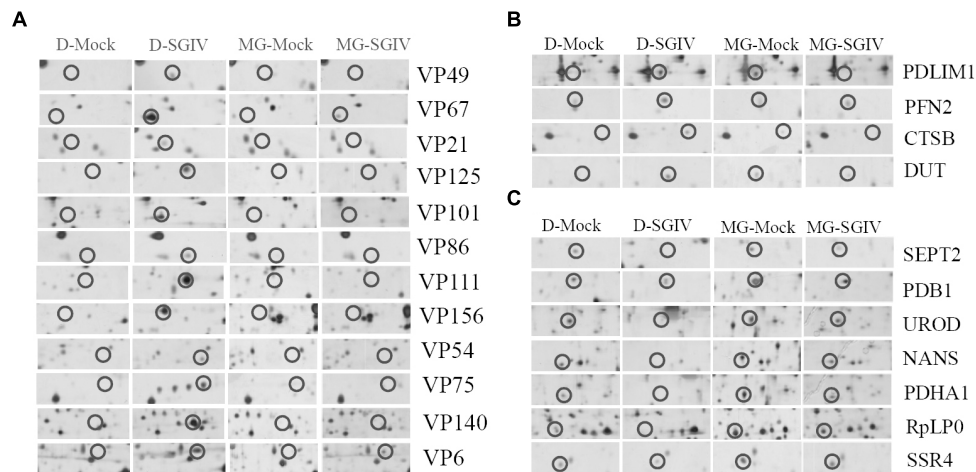 A
D-Mock D-SGIV MG-Mock MG-SGIV
VP49
VP67
VP21
VP125
VP101
VP86
VP111
VP156
VP54
VP75
VP140
VP6
B
D-Mock D-SGIV MG-Mock MG-SGIV
PDLIM1
PFN2
CTSB
DUT
C
D-Mock D-SGIV MG-Mock MG-SGIV
SEPT2
PDB1
UROD
NANS
PDHA1
RpLP0
SSR4